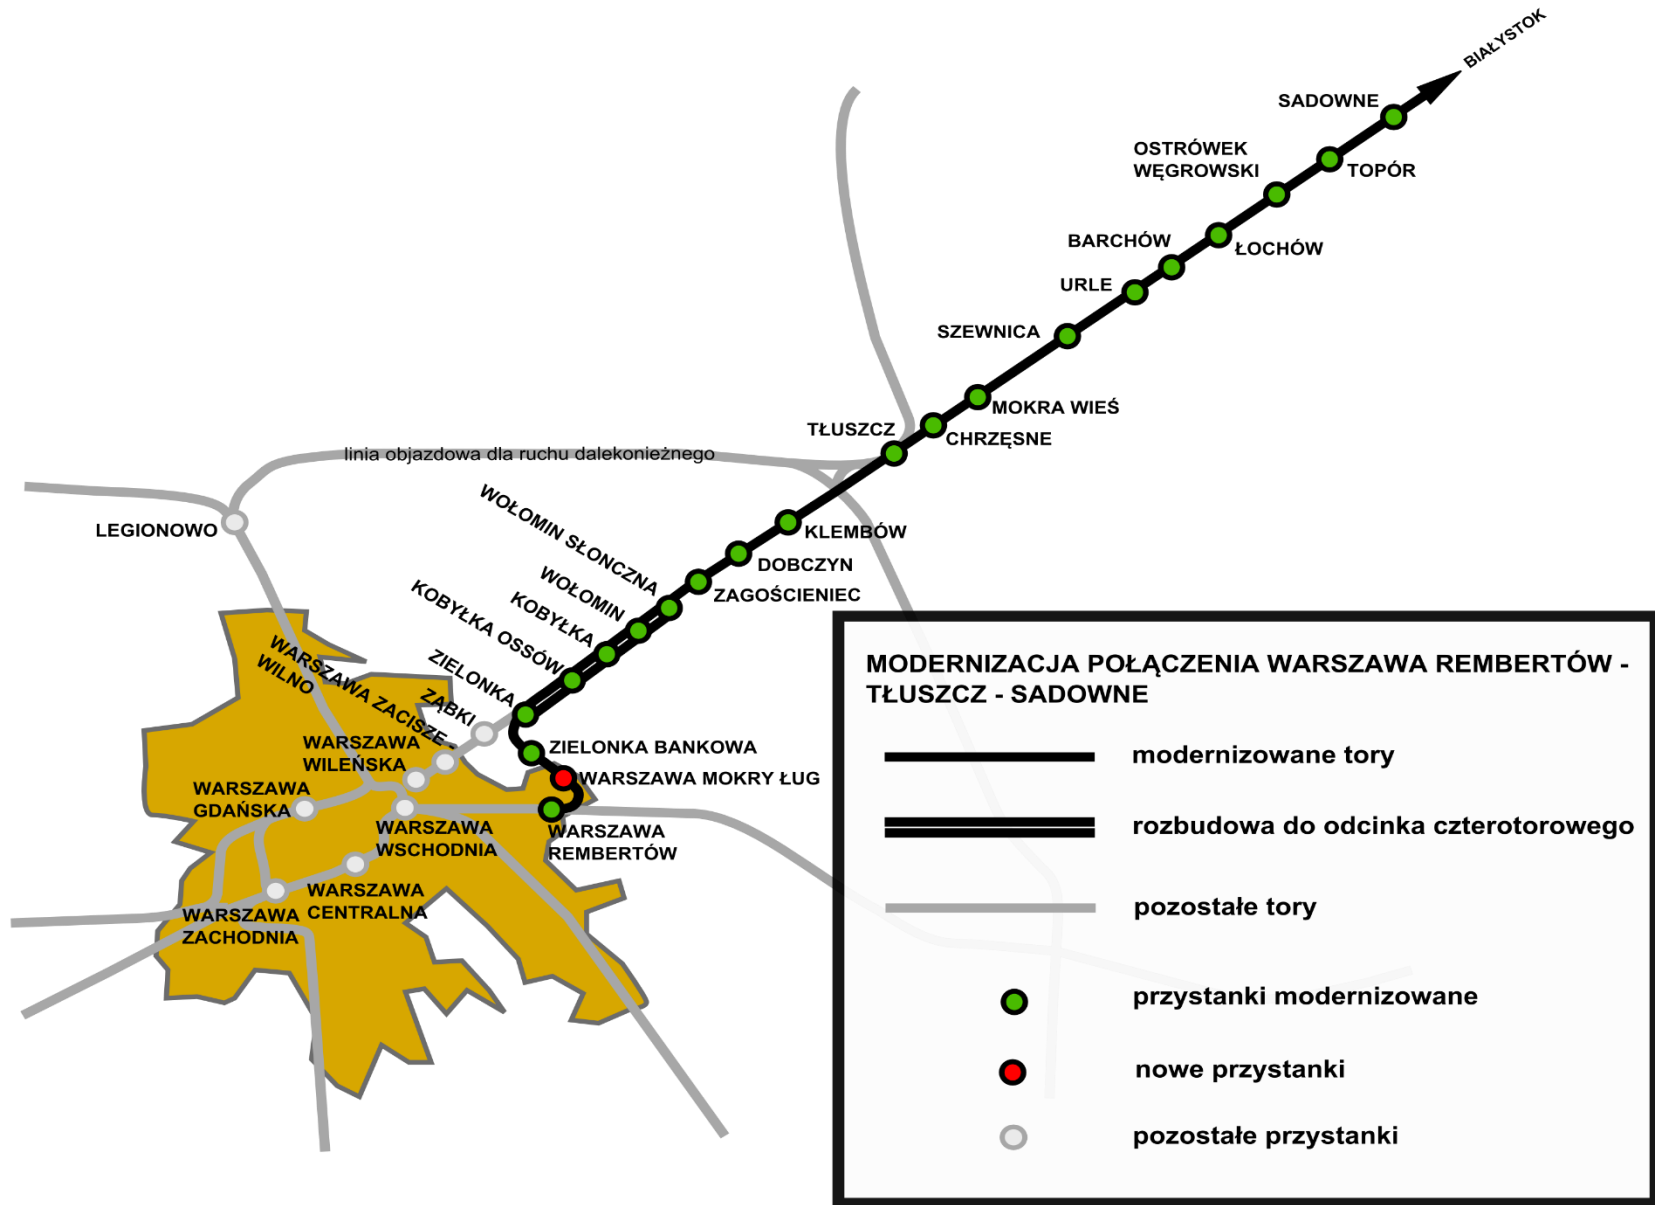 BIAŁYSTOK
SADOWNE
OSTRÓWEK
WĘGROWSKI
TOPÓR
BARCHÓW
ŁOCHÓW
URLE
SZEWNICA
MOKRA WIEŚ
TŁUSZCZ
CHRZĘSNE
linia objazdowa dla ruchu dalekonieżnego
LEGIONOWO
WOŁOMIN SŁONCZNA
KLEMBÓW
DOBCZYN
ZAGOŚCIENIEC
WOŁOMIN
KOBYŁKA
KOBYŁKA OSSÓW
ZIELONKA
ZĄBKI
WARSZAWA ZACISZE -
WILNO
ZIELONKA BANKOWA
WARSZAWA MOKRY ŁUG
WARSZAWA
WILEŃSKA
WARSZAWA
GDAŃSKA
WARSZAWA
WSCHODNIA
WARSZAWA
REMBERTÓW
WARSZAWA
CENTRALNA
WARSZAWA
ZACHODNIA
MODERNIZACJA POŁĄCZENIA WARSZAWA REMBERTÓW -
TŁUSZCZ - SADOWNE
modernizowane tory
rozbudowa do odcinka czterotorowego
pozostałe tory
przystanki modernizowane
nowe przystanki
pozostałe przystanki